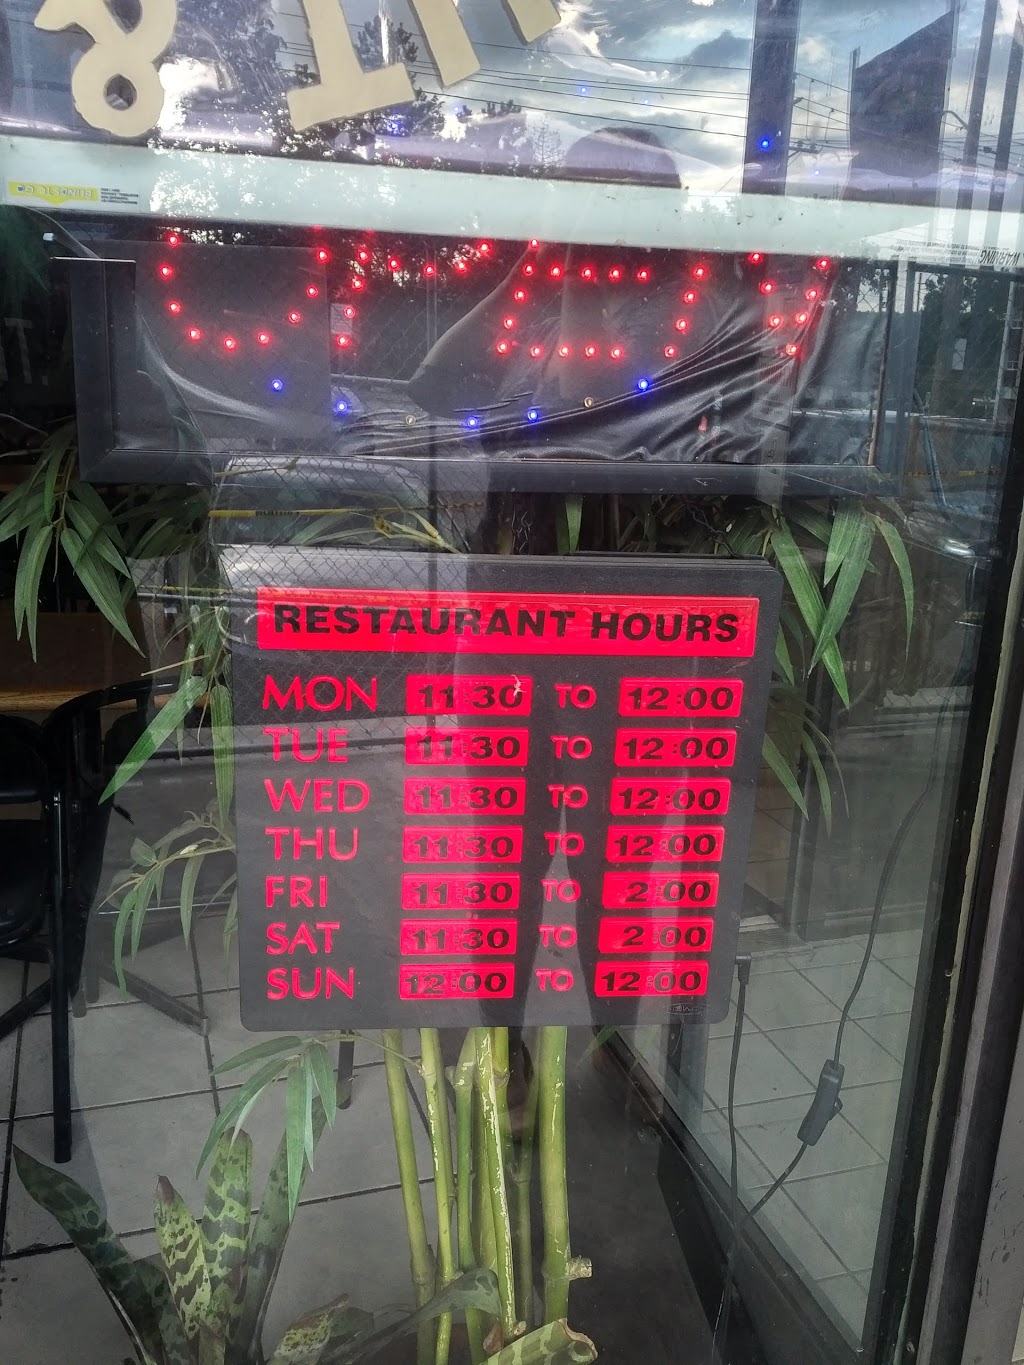 RESTAURANT HOURS
MON 11:30 TO 12:00
TUE 11:30 TO 12:00
WED 11:30 TO 12:00
THU 11:30 TO 12:00
FRI 11:30 TO 2:00
SAT 11:30 TO 2:00
SUN 12:00 TO 12:00